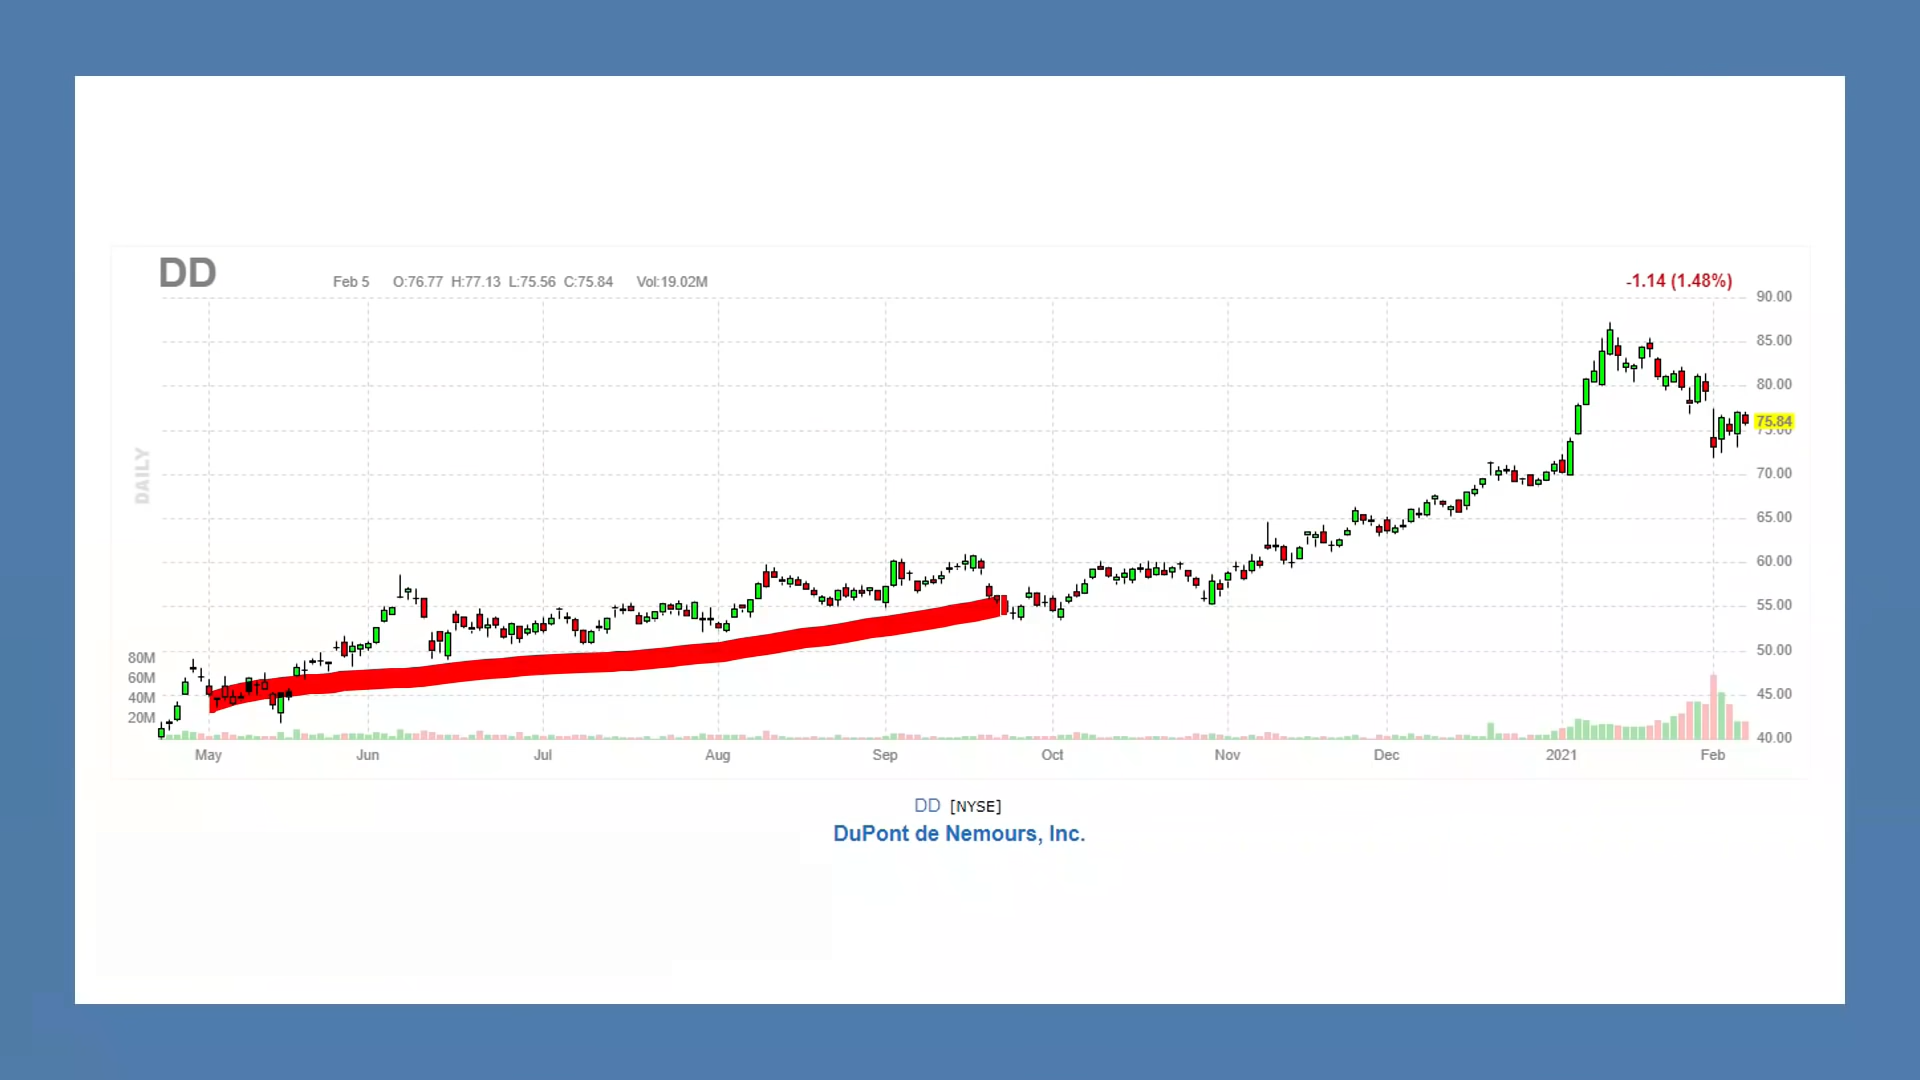 DD Feb 5 O:76.77 H:77.13 L:75.56 C:75.84 Vol:19.02M -1.14 (1.48%)
90.00
85.00
80.00
75.84
75.00
70.00
65.00
60.00
55.00
50.00
45.00
40.00
DAILY
80M
60M
40M
20M
May Jun Jul Aug Sep Oct Nov Dec 2021 Feb
DD [NYSE]
DuPont de Nemours, Inc.